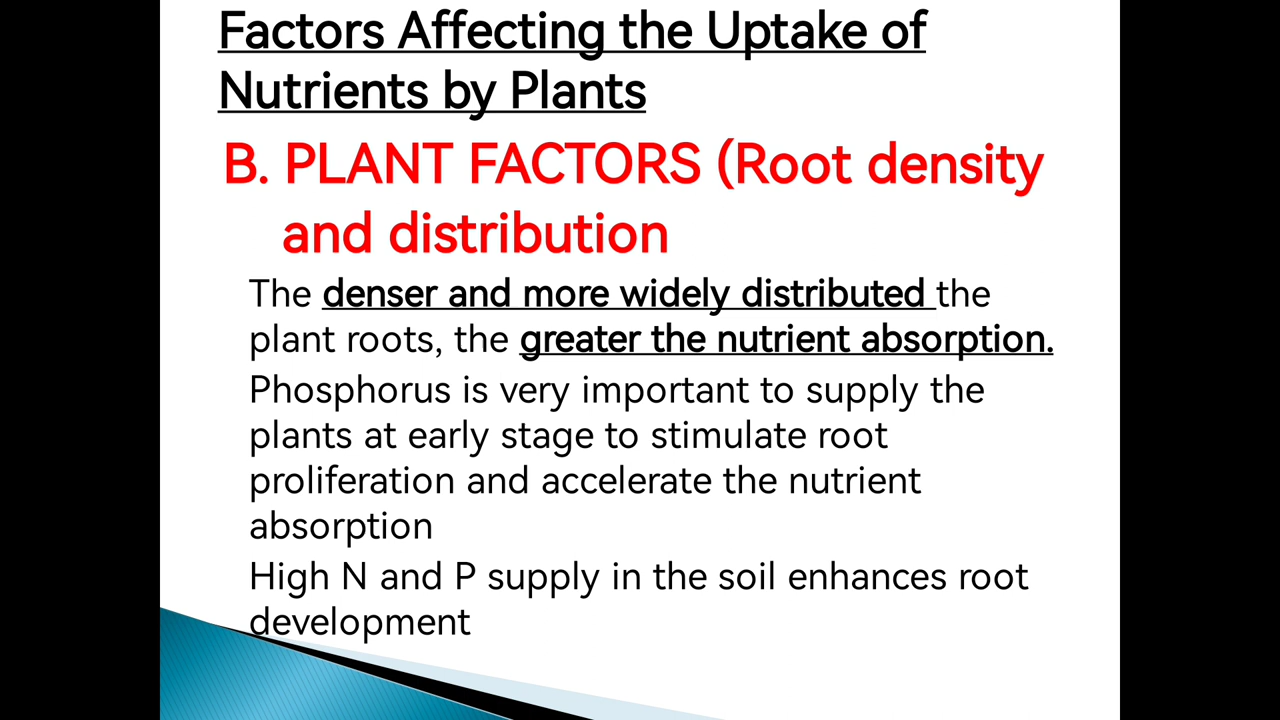 Factors Affecting the Uptake of
Nutrients by Plants
B. PLANT FACTORS (Root density
and distribution
The denser and more widely distributed the
plant roots, the greater the nutrient absorption.
Phosphorus is very important to supply the
plants at early stage to stimulate root
proliferation and accelerate the nutrient
absorption
High N and P supply in the soil enhances root
development